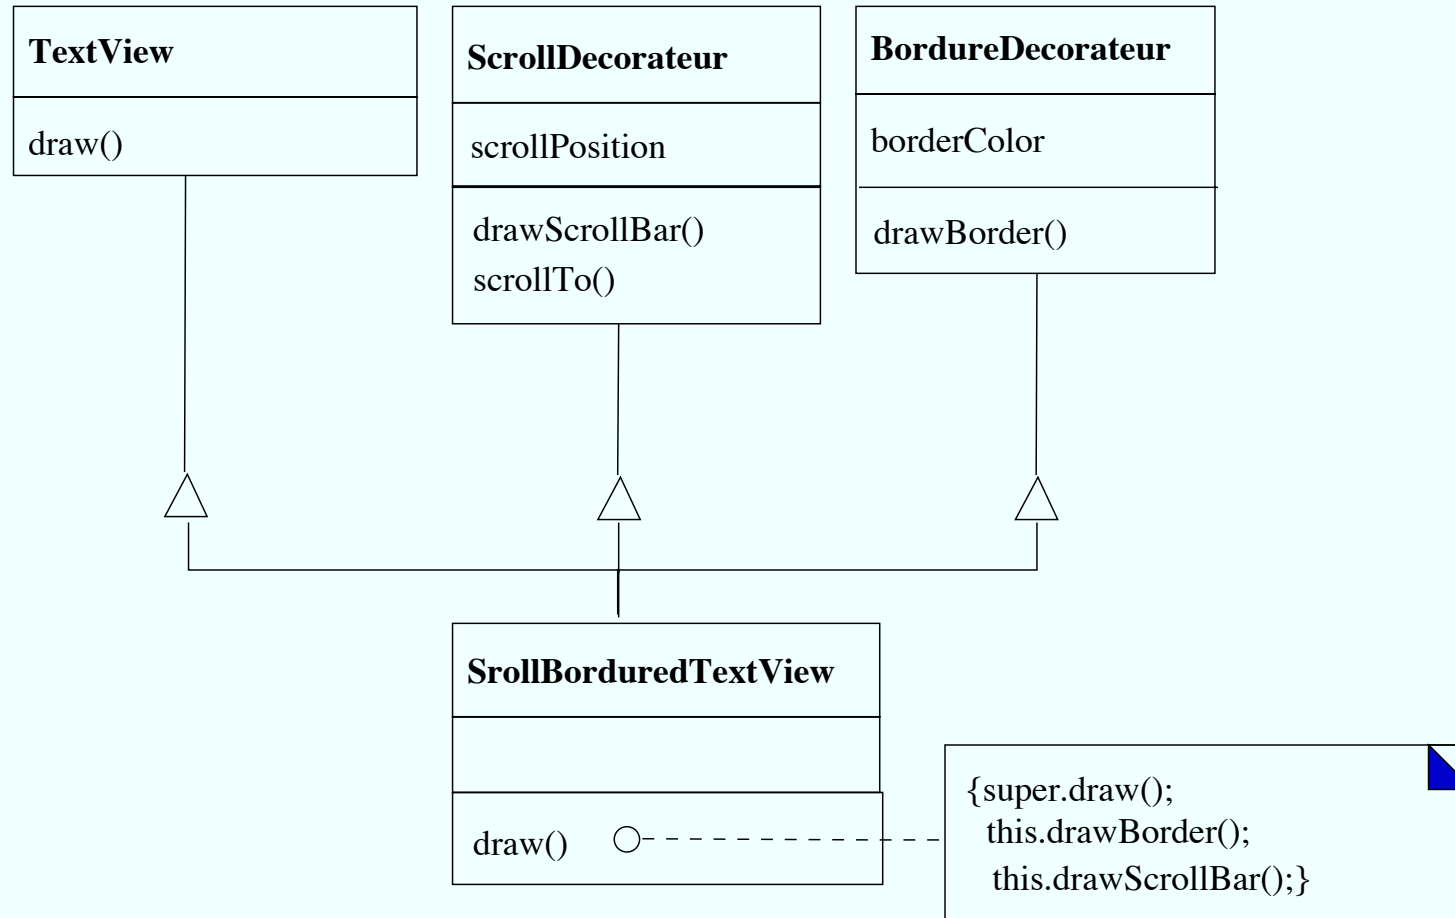 TextView
draw()
ScrollDecorateur
scrollPosition
drawScrollBar()
scrollTo()
BordureDecorateur
borderColor
drawBorder()
SrollBorduredTextView
draw()
{super.draw();
this.drawBorder();
this.drawScrollBar();}